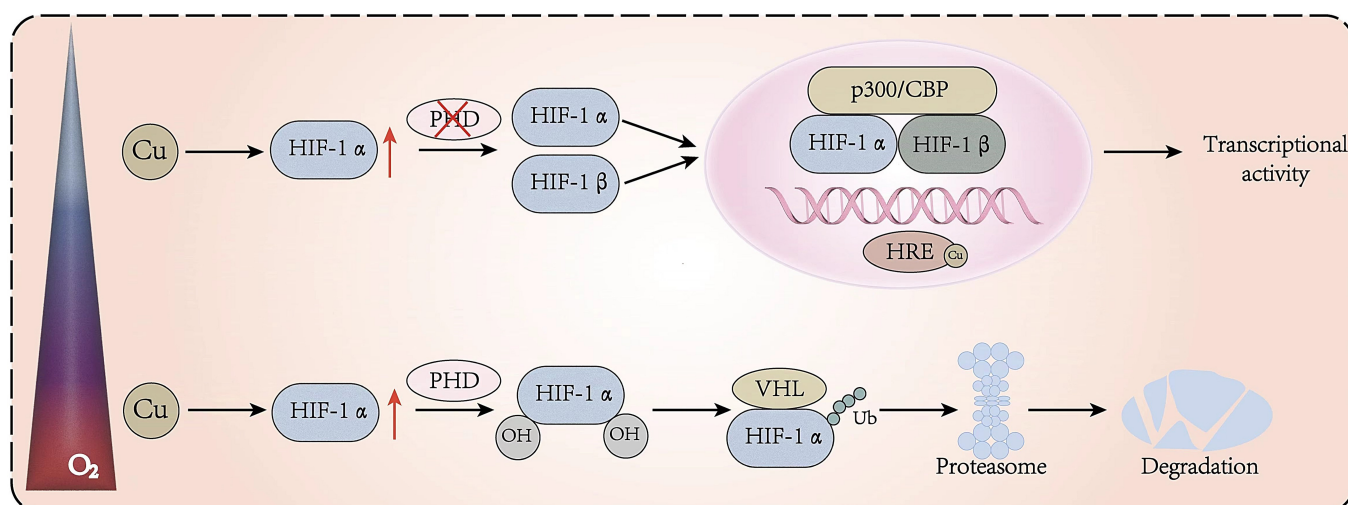 p300/CBP
Cu
HIF-1 α
PHD
HIF-1 α
HIF-1 β
HIF-1 α
HIF-1 β
Transcriptional
activity
HRE
Cu
Cu
HIF-1 α
PHD
HIF-1 α
OH
OH
VHL
HIF-1 α
Ub
Proteasome
Degradation
O₂